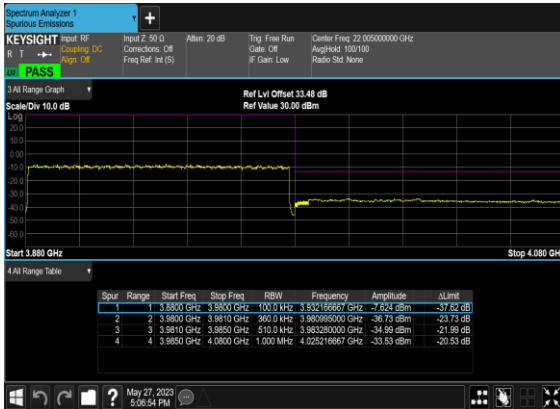 Spectrum Analyzer 1
Spurious Emissions
KEYSIGHT Input: RF Input Z: 50 Ω Atten: 20 dB Trig: Free Run Center Freq: 22.005000000 GHz
R T Coupling: DC Corrections: Off Gate: Off Avg|Hold: 100/100
Align: Off Freq Ref: Int (S) IF Gain: Low Radio Std: None
PASS
3 All Range Graph
Ref Lvl Offset 33.48 dB
Scale/Div 10.0 dB Ref Value 30.00 dBm
Log
20.0
10.0
0.00
-10.0
-20.0
-30.0
-40.0
-50.0
-60.0
Start 3.880 GHz Stop 4.080 GHz
4 All Range Table
Spur Range Start Freq Stop Freq RBW Frequency Amplitude ΔLimit
1 1 3.8800 GHz 3.9800 GHz 100.0 kHz 3.932166667 GHz -7.624 dBm -37.62 dB
2 2 3.9800 GHz 3.9810 GHz 360.0 kHz 3.980995000 GHz -36.73 dBm -23.73 dB
3 3 3.9810 GHz 3.9850 GHz 510.0 kHz 3.983280000 GHz -34.99 dBm -21.99 dB
4 4 3.9850 GHz 4.0800 GHz 1.000 MHz 4.025216667 GHz -33.53 dBm -20.53 dB
? May 27, 2023
5:06:54 PM